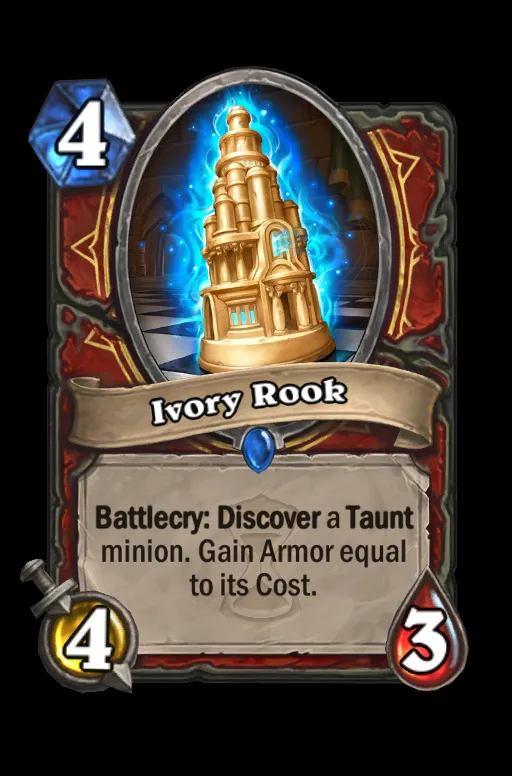 4
Ivory Rook
Battlecry: Discover a Taunt
minion. Gain Armor equal
to its Cost.
4
3